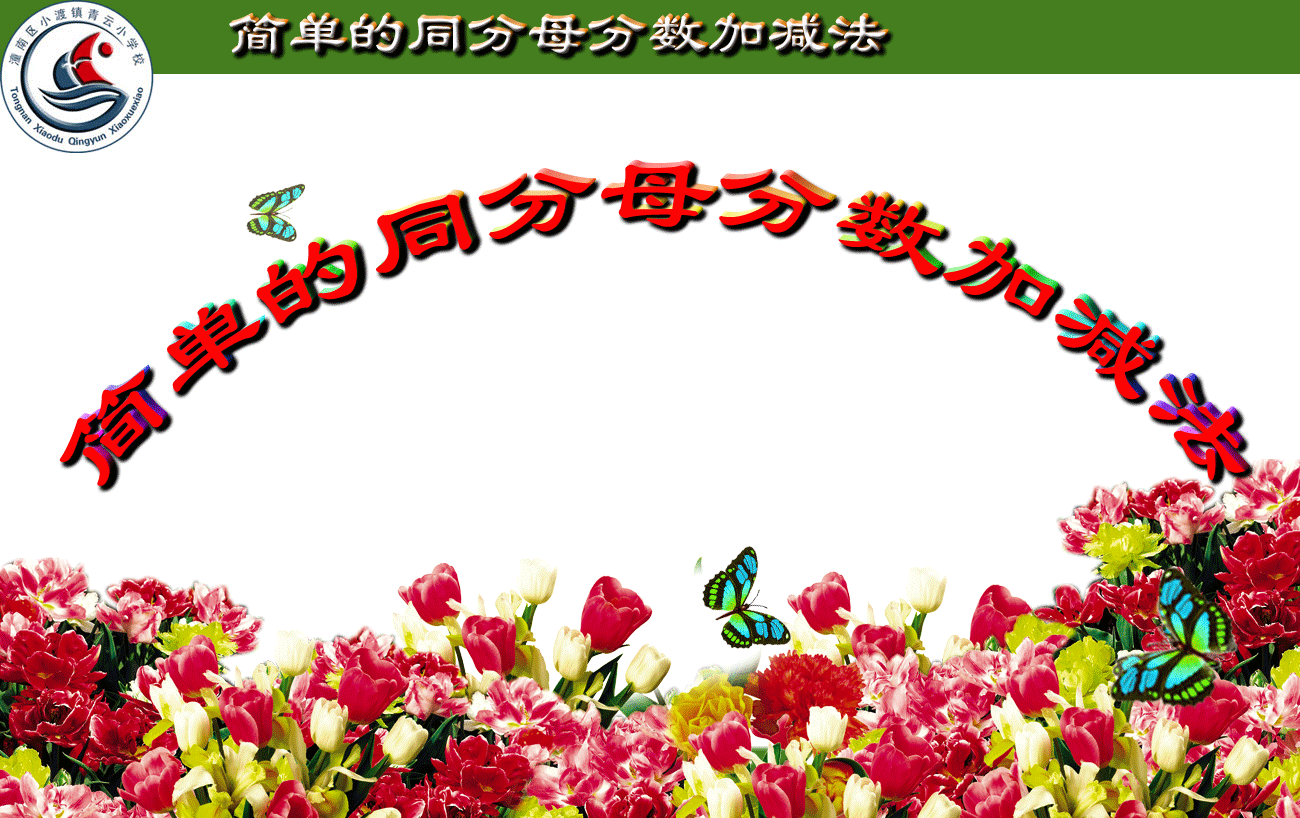 简单的同分母分数加减法
潼南区小渡镇青云小学校
Tongnan Xiaodu Qingyun Xiaoxuexiao
简单的同分母分数加减法